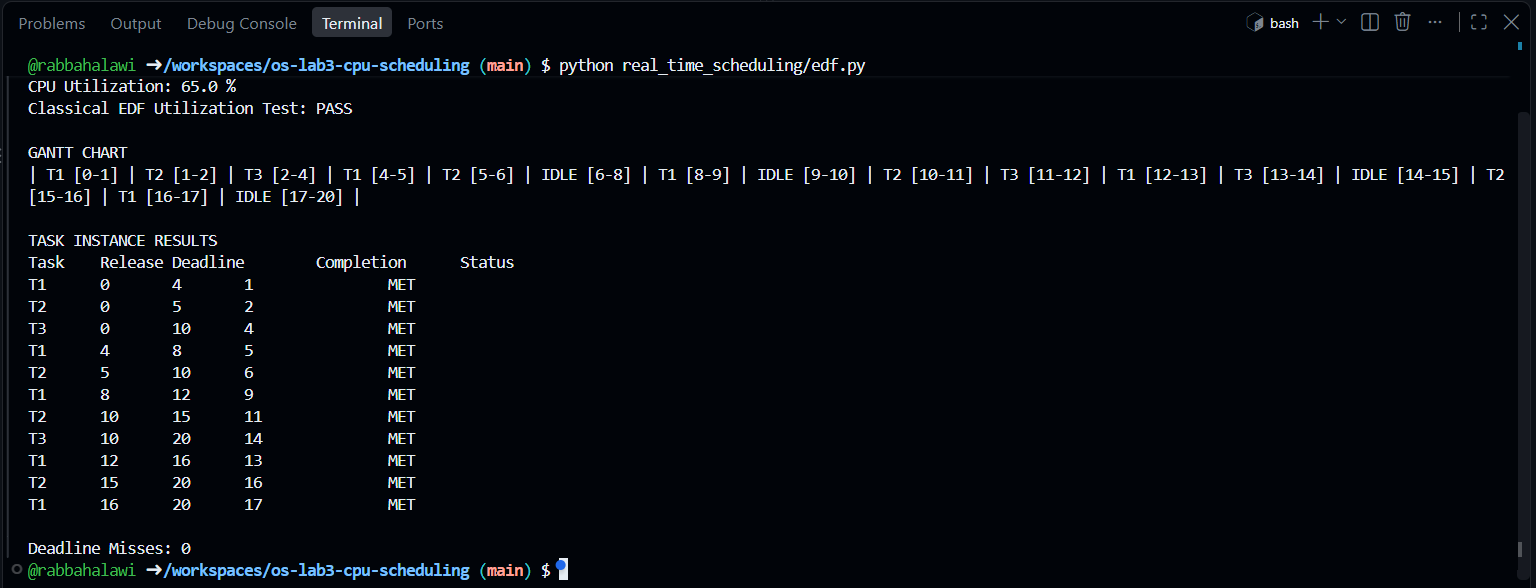 Problems Output Debug Console Terminal Ports bash
@rabbahalawi ➜/workspaces/os-lab3-cpu-scheduling (main) $ python real_time_scheduling/edf.py
CPU Utilization: 65.0 %
Classical EDF Utilization Test: PASS
GANTT CHART
| T1 [0-1] | T2 [1-2] | T3 [2-4] | T1 [4-5] | T2 [5-6] | IDLE [6-8] | T1 [8-9] | IDLE [9-10] | T2 [10-11] | T3 [11-12] | T1 [12-13] | T3 [13-14] | IDLE [14-15] | T2
[15-16] | T1 [16-17] | IDLE [17-20] |
TASK INSTANCE RESULTS
Task Release Deadline Completion Status
T1 0 4 1 MET
T2 0 5 2 MET
T3 0 10 4 MET
T1 4 8 5 MET
T2 5 10 6 MET
T1 8 12 9 MET
T2 10 15 11 MET
T3 10 20 14 MET
T1 12 16 13 MET
T2 15 20 16 MET
T1 16 20 17 MET
Deadline Misses: 0
@rabbahalawi ➜/workspaces/os-lab3-cpu-scheduling (main) $